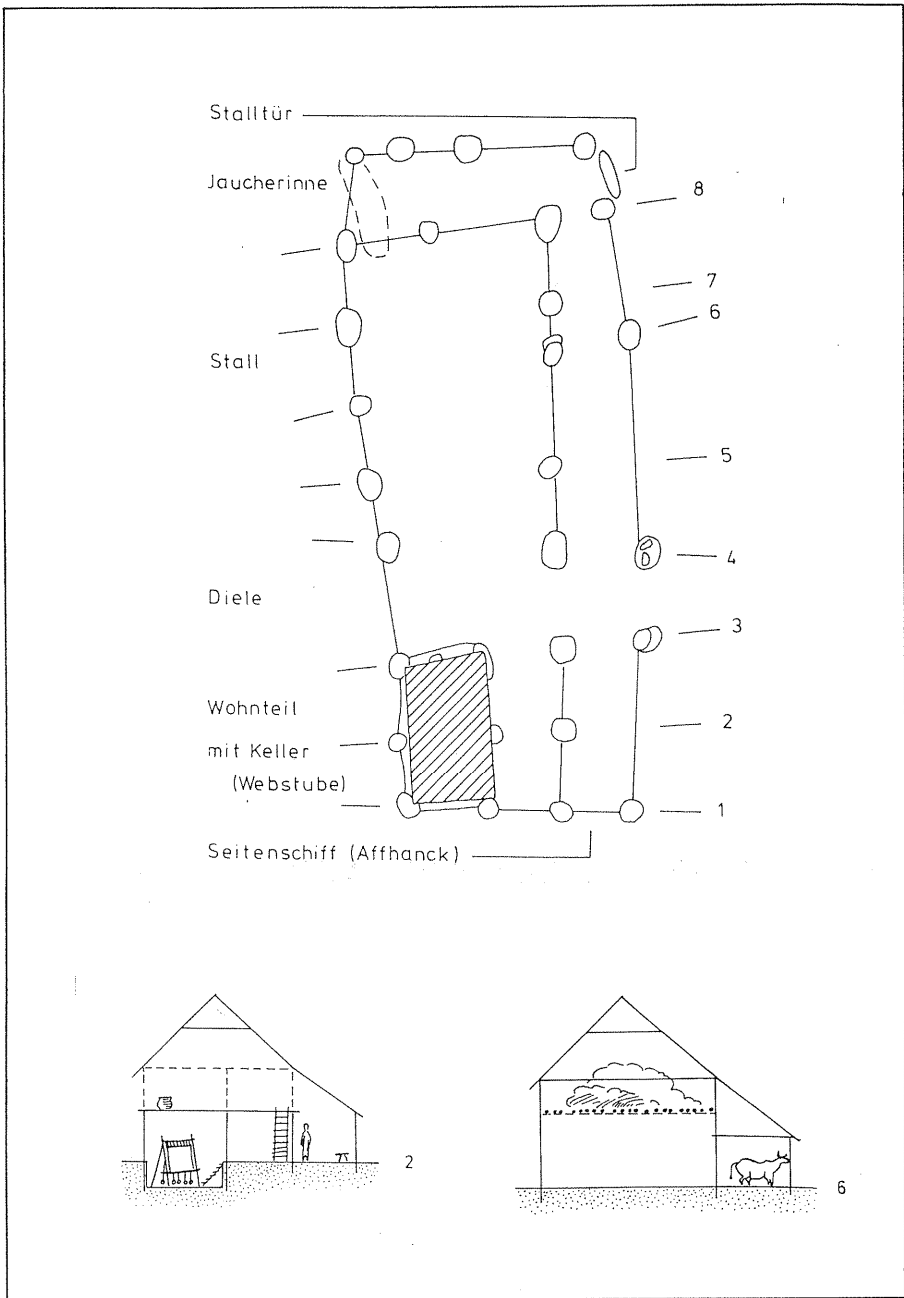 Stalltür
Jaucherinne
8
7
6
Stall
5
4
Diele
3
Wohnteil
2
mit Keller
(Webstube)
1
Seitenschiff (Affhanck)
2
6